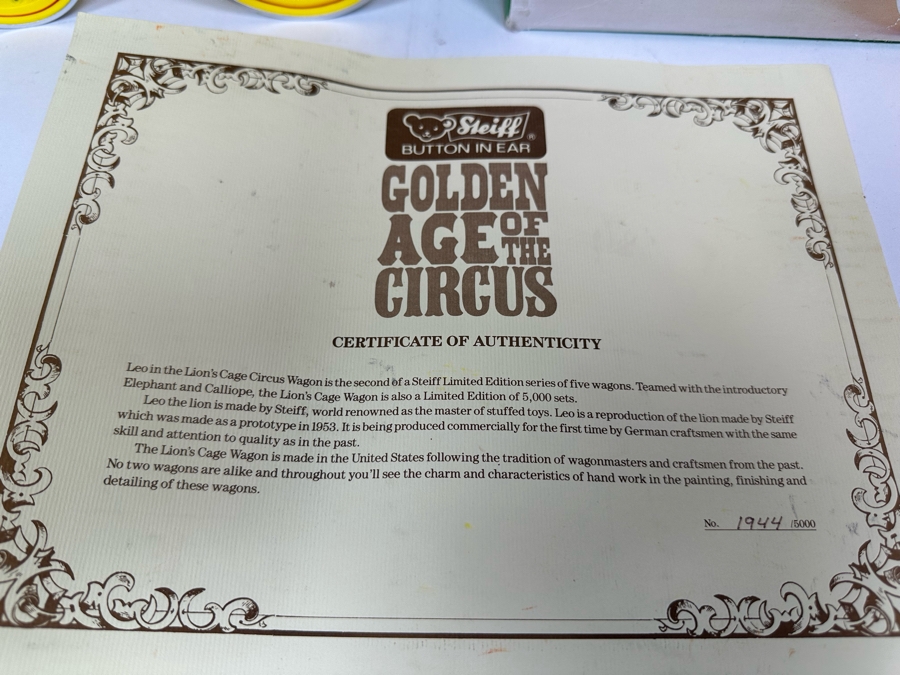 Steiff ®
BUTTON IN EAR
GOLDEN
AGE OF
THE
CIRCUS
CERTIFICATE OF AUTHENTICITY
Leo in the Lion's Cage Circus Wagon is the second of a Steiff Limited Edition series of five wagons. Teamed with the introductory
Elephant and Calliope, the Lion's Cage Wagon is also a Limited Edition of 5,000 sets.
Leo the lion is made by Steiff, world renowned as the master of stuffed toys. Leo is a reproduction of the lion made by Steiff
which was made as a prototype in 1953. It is being produced commercially for the first time by German craftsmen with the same
skill and attention to quality as in the past.
The Lion's Cage Wagon is made in the United States following the tradition of wagonmasters and craftsmen from the past.
No two wagons are alike and throughout you'll see the charm and characteristics of hand work in the painting, finishing and
detailing of these wagons.
No. 1944 /5000